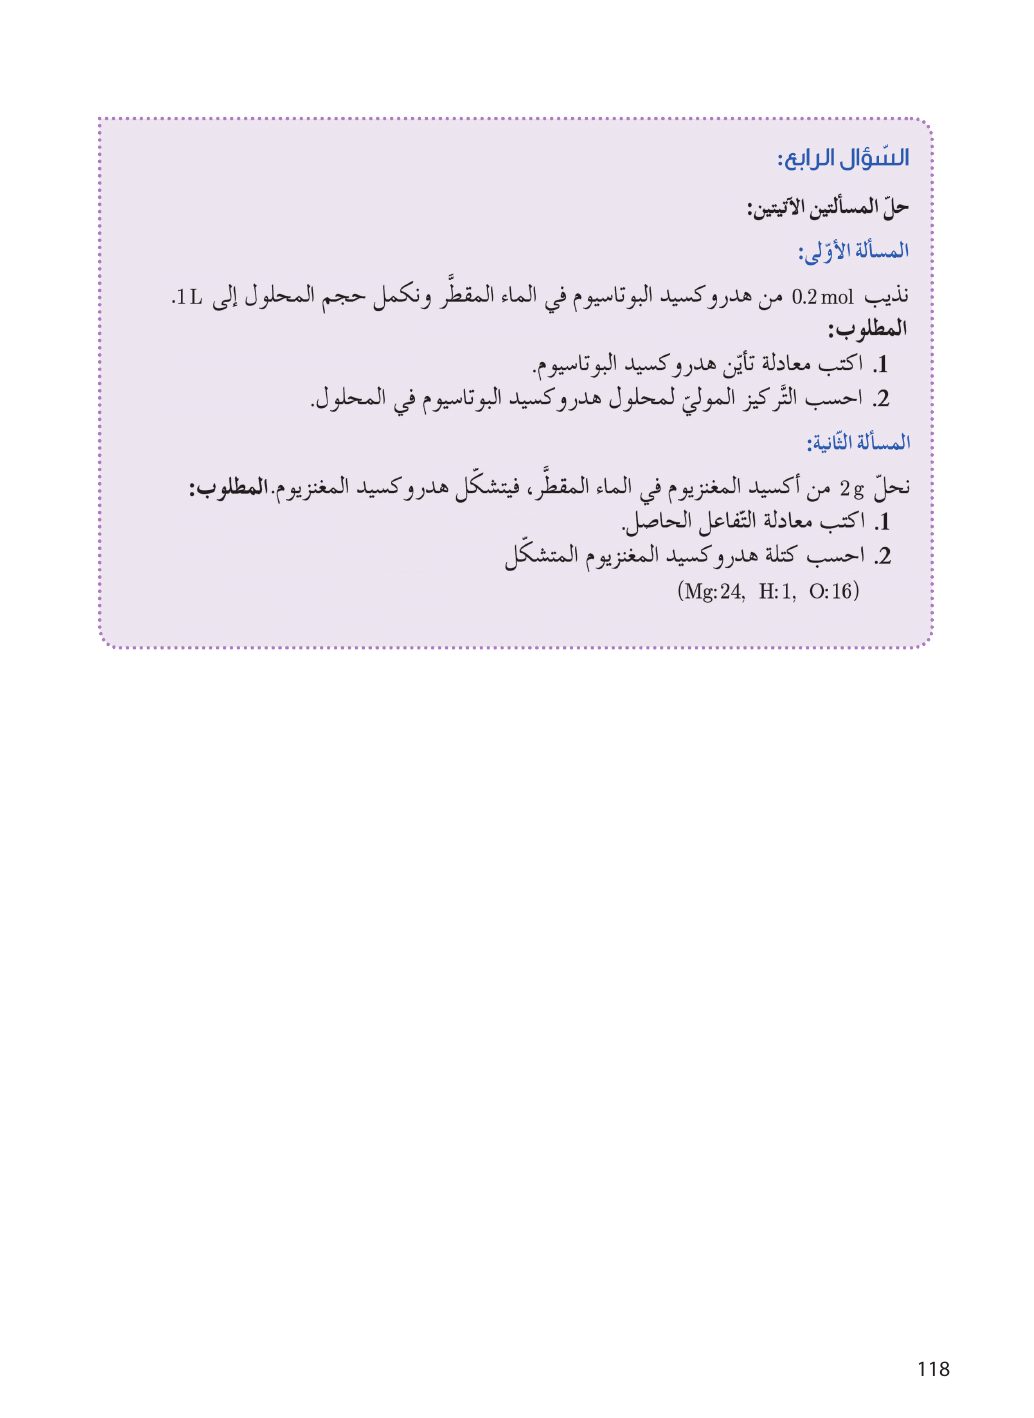 السّؤال الرابع:
حلّ المسألتين الآتيتين:
المسألة الأوّلى:
نذيب 0.2 mol من هدروكسيد البوتاسيوم في الماء المقطَّر ونكمل حجم المحلول إلى 1 L.
المطلوب:
1. اكتب معادلة تأيّن هدروكسيد البوتاسيوم.
2. احسب التَّركيز الموليّ لمحلول هدروكسيد البوتاسيوم في المحلول.
المسألة الثّانية:
نحلّ 2 g من أكسيد المغنزيوم في الماء المقطَّر، فيتشكّل هدروكسيد المغنزيوم. المطلوب:
1. اكتب معادلة التّفاعل الحاصل.
2. احسب كتلة هدروكسيد المغنزيوم المتشكّل
(Mg:24, H:1, O:16)
118